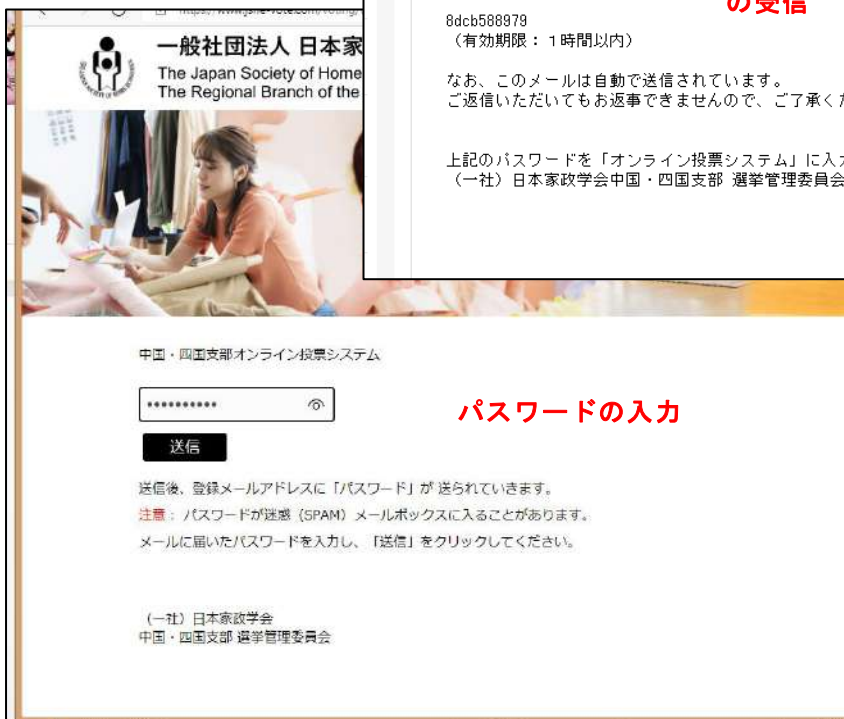 一般社団法人 日本家
The Japan Society of Home
The Regional Branch of the
の受信
8dcb588979
（有効期限：1時間以内）
なお、このメールは自動で送信されています。
ご返信いただいてもお返事できませんので、ご了承くだ
上記のパスワードを「オンライン投票システム」に入力
（一社）日本家政学会中国・四国支部 選挙管理委員会
中国・四国支部オンライン投票システム
••••••••••
パスワードの入力
送信
送信後、登録メールアドレスに「パスワード」が 送られていきます。
注意： パスワードが迷惑（SPAM）メールボックスに入ることがあります。
メールに届いたパスワードを入力し、「送信」をクリックしてください。
（一社）日本家政学会
中国・四国支部 選挙管理委員会